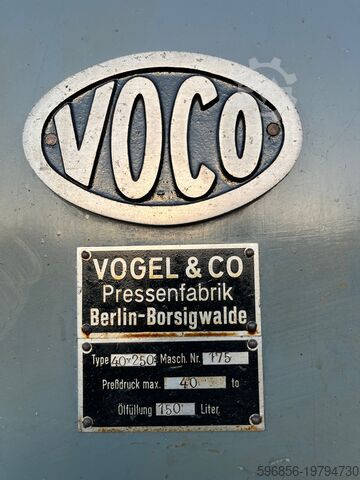 VOCO
VOGEL & CO
Pressenfabrik
Berlin-Borsigwalde
Type 40×250 Masch. Nr. 175
Preßdruck max. 40 to
Ölfüllung 150 Liter.
596856-19794730